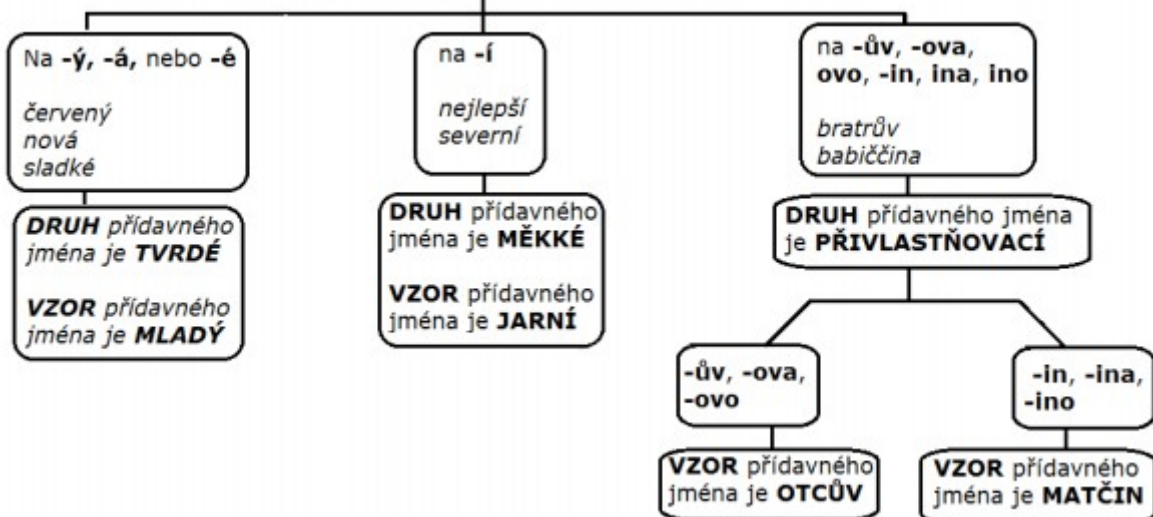 Na -ý, -á, nebo -é
červený
nová
sladké
DRUH přídavného
jména je TVRDÉ
VZOR přídavného
jména je MLADÝ
na -í
nejlepší
severní
DRUH přídavného
jména je MĚKKÉ
VZOR přídavného
jména je JARNÍ
na -ův, -ova,
ovo, -in, ina, ino
bratrův
babiččina
DRUH přídavného jména
je PŘIVLASTŇOVACÍ
-ův, -ova,
-ovo
VZOR přídavného
jména je OTCŮV
-in, -ina,
-ino
VZOR přídavného
jména je MATČIN